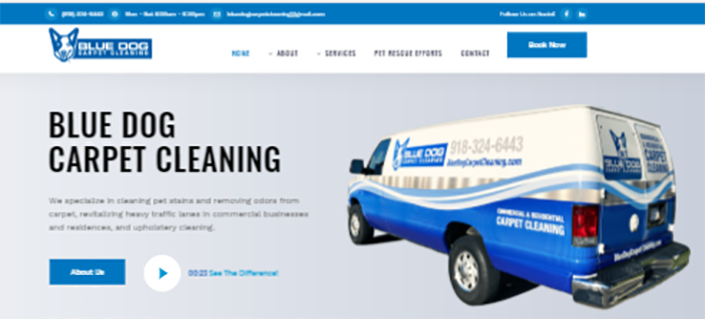 (918) 324-6443
Mon - Sat 8:00am - 6:00pm
Follow Us on Social
BLUE DOG
CARPET CLEANING
HOME
ABOUT
SERVICES
PET RESCUE EFFORTS
CONTACT
Book Now
BLUE DOG
CARPET CLEANING
We specialize in cleaning pet stains and removing odors from
carpet, revitalizing heavy traffic lanes in commercial businesses
and residences, and upholstery cleaning.
About Us
00:23 See The Difference!
BLUE DOG
CARPET CLEANING
918-324-6443
BlueDogCarpetCleaning.com
COMMERCIAL & RESIDENTIAL
CARPET CLEANING
BLUE DOG
COMMERCIAL &
RESIDENTIAL
CARPET
CLEANING
BlueDogCarpetCleaning.com